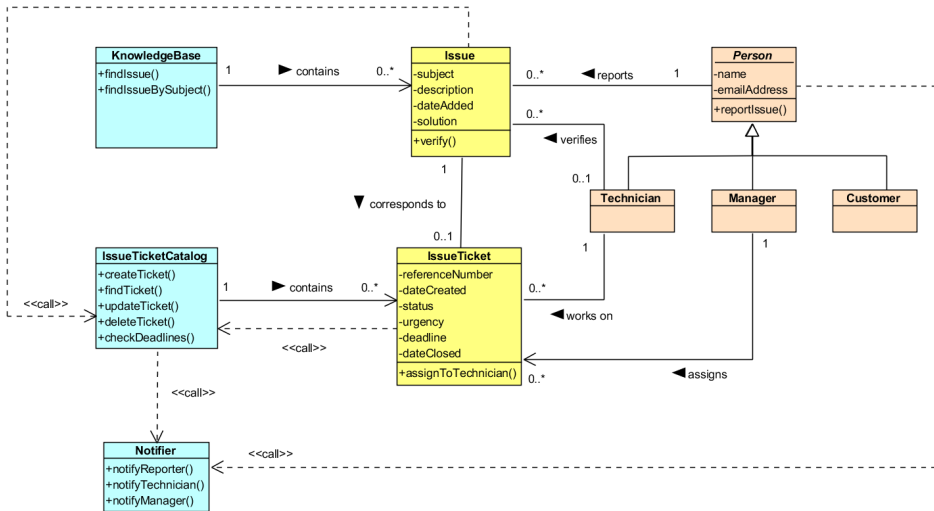 KnowledgeBase
+findIssue()
+findIssueBySubject()
1
contains
0..*
Issue
-subject
-description
-dateAdded
-solution
+verify()
0..*
reports
1
Person
-name
-emailAddress
+reportIssue()
0..*
verifies
0..1
1
corresponds to
0..1
Technician
Manager
Customer
1
1
IssueTicketCatalog
+createTicket()
+findTicket()
+updateTicket()
+deleteTicket()
+checkDeadlines()
<<call>>
1
contains
0..*
<<call>>
IssueTicket
-referenceNumber
-dateCreated
-status
-urgency
-deadline
-dateClosed
+assignToTechnician()
0..*
works on
0..*
assigns
<<call>>
Notifier
+notifyReporter()
+notifyTechnician()
+notifyManager()
<<call>>